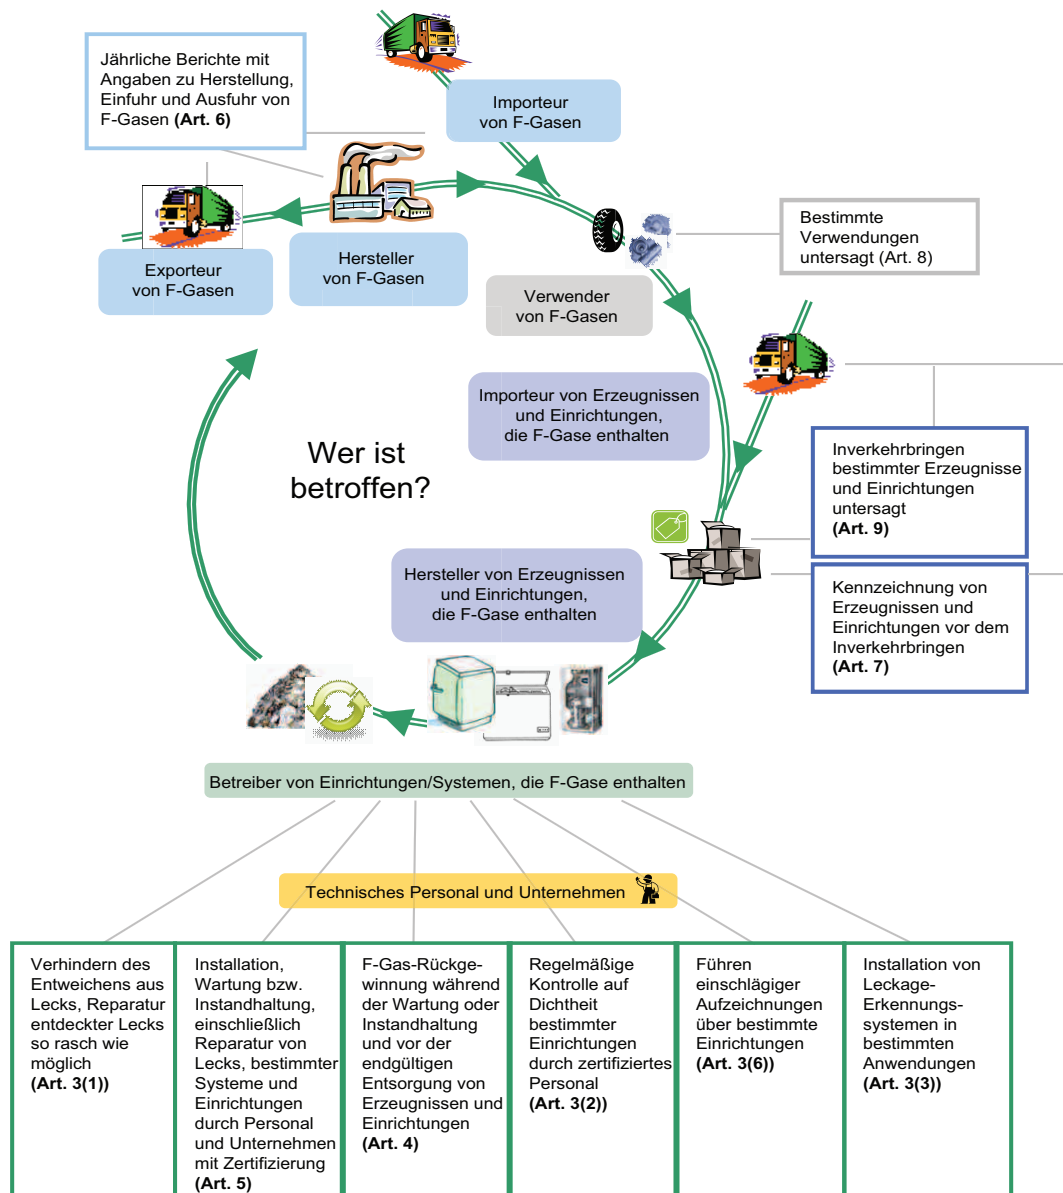 Jährliche Berichte mit
Angaben zu Herstellung,
Einfuhr und Ausfuhr von
F-Gasen (Art. 6)
Importeur
von F-Gasen
Exporteur
von F-Gasen
Hersteller
von F-Gasen
Bestimmte
Verwendungen
untersagt (Art. 8)
Verwender
von F-Gasen
Importeur von Erzeugnissen
und Einrichtungen,
die F-Gase enthalten
Wer ist
betroffen?
Inverkehrbringen
bestimmter Erzeugnisse
und Einrichtungen
untersagt
(Art. 9)
Hersteller von Erzeugnissen
und Einrichtungen,
die F-Gase enthalten
Kennzeichnung von
Erzeugnissen und
Einrichtungen vor dem
Inverkehrbringen
(Art. 7)
Betreiber von Einrichtungen/Systemen, die F-Gase enthalten
Technisches Personal und Unternehmen
Verhindern des
Entweichens aus
Lecks, Reparatur
entdeckter Lecks
so rasch wie
möglich
(Art. 3(1))
Installation,
Wartung bzw.
Instandhaltung,
einschließlich
Reparatur von
Lecks, bestimmter
Systeme und
Einrichtungen
durch Personal
und Unternehmen
mit Zertifizierung
(Art. 5)
F-Gas-Rückge-
winnung während
der Wartung oder
Instandhaltung
und vor der
endgültigen
Entsorgung von
Erzeugnissen und
Einrichtungen
(Art. 4)
Regelmäßige
Kontrolle auf
Dichtheit
bestimmter
Einrichtungen
durch zertifiziertes
Personal
(Art. 3(2))
Führen
einschlägiger
Aufzeichnungen
über bestimmte
Einrichtungen
(Art. 3(6))
Installation von
Leckage-
Erkennungs-
systemen in
bestimmten
Anwendungen
(Art. 3(3))